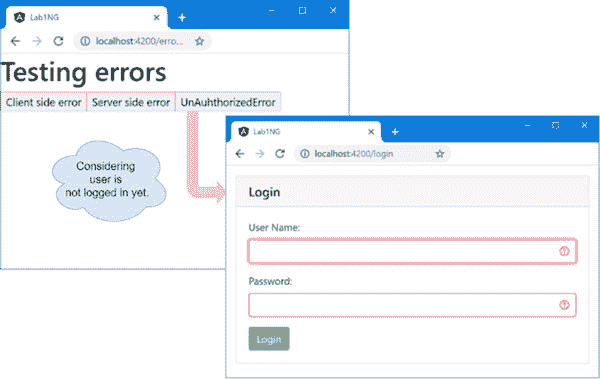 Lab1NG
localhost:4200/erro...
Testing errors
Client side error Server side error UnAuhthorizedError
Considering
user is
not logged in yet.
Lab1NG
localhost:4200/login
Login
User Name:
Password:
Login